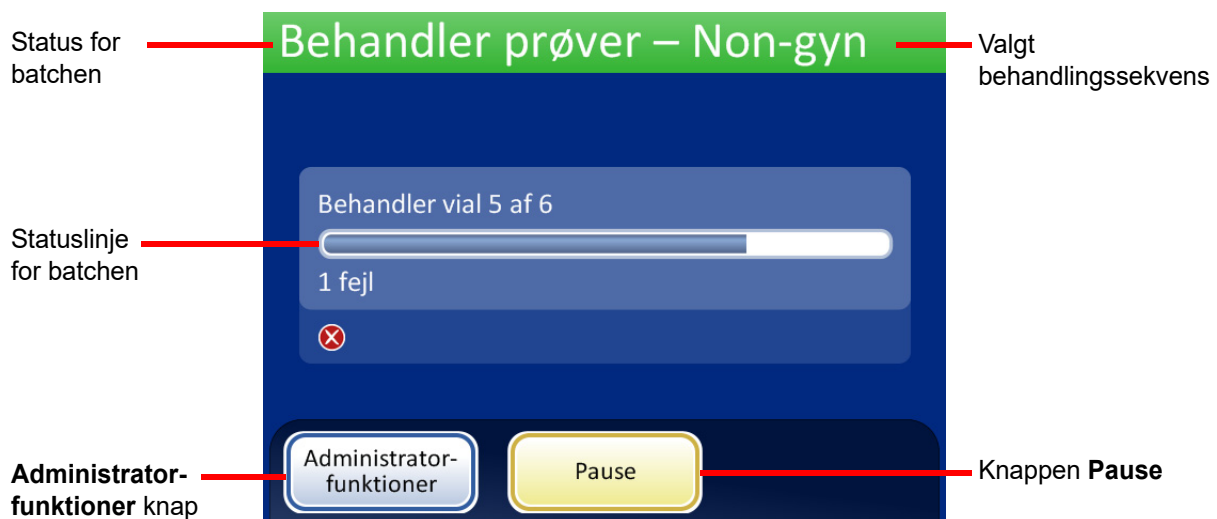 Status for
batchen
Behandler prøver – Non-gyn
Valgt
behandlingssekvens
Behandler vial 5 af 6
Statuslinje
for batchen
1 fejl
Administrator-
funktioner
Pause
Administrator-
funktioner knap
Knappen Pause